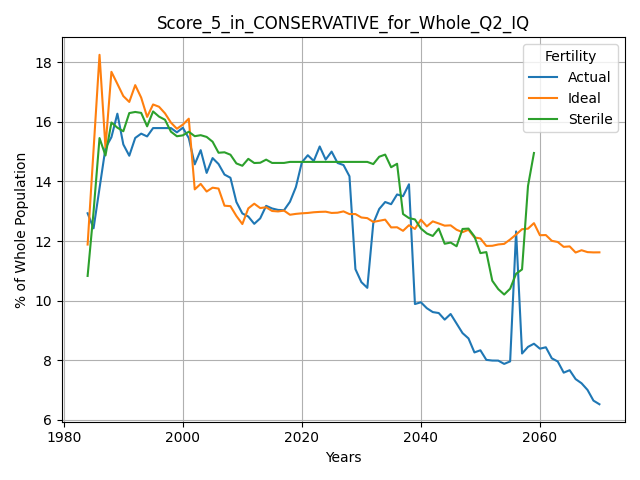 Score_5_in_CONSERVATIVE_for_Whole_Q2_IQ
% of Whole Population
18
16
14
12
10
8
6
1980
2000
2020
2040
2060
Years
Fertility
Actual
Ideal
Sterile